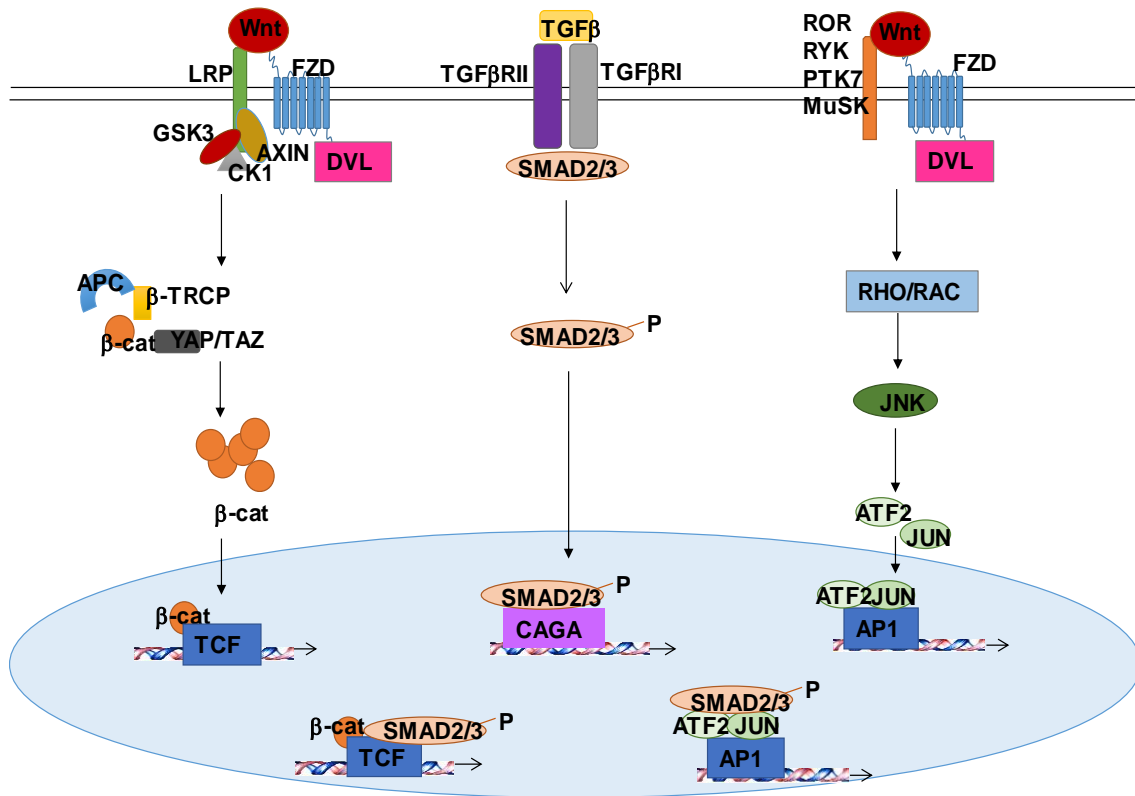 Wnt
LRP
FZD
GSK3
AXIN
CK1
DVL
APC
β-TRCP
β-cat
YAP/TAZ
β-cat
β-cat
TCF
TGFβ
TGFβRII
TGFβRI
SMAD2/3
SMAD2/3
P
SMAD2/3
P
CAGA
ROR
RYK
PTK7
MuSK
Wnt
FZD
DVL
RHO/RAC
JNK
ATF2
JUN
ATF2
JUN
AP1
β-cat
SMAD2/3
P
TCF
SMAD2/3
P
ATF2
JUN
AP1